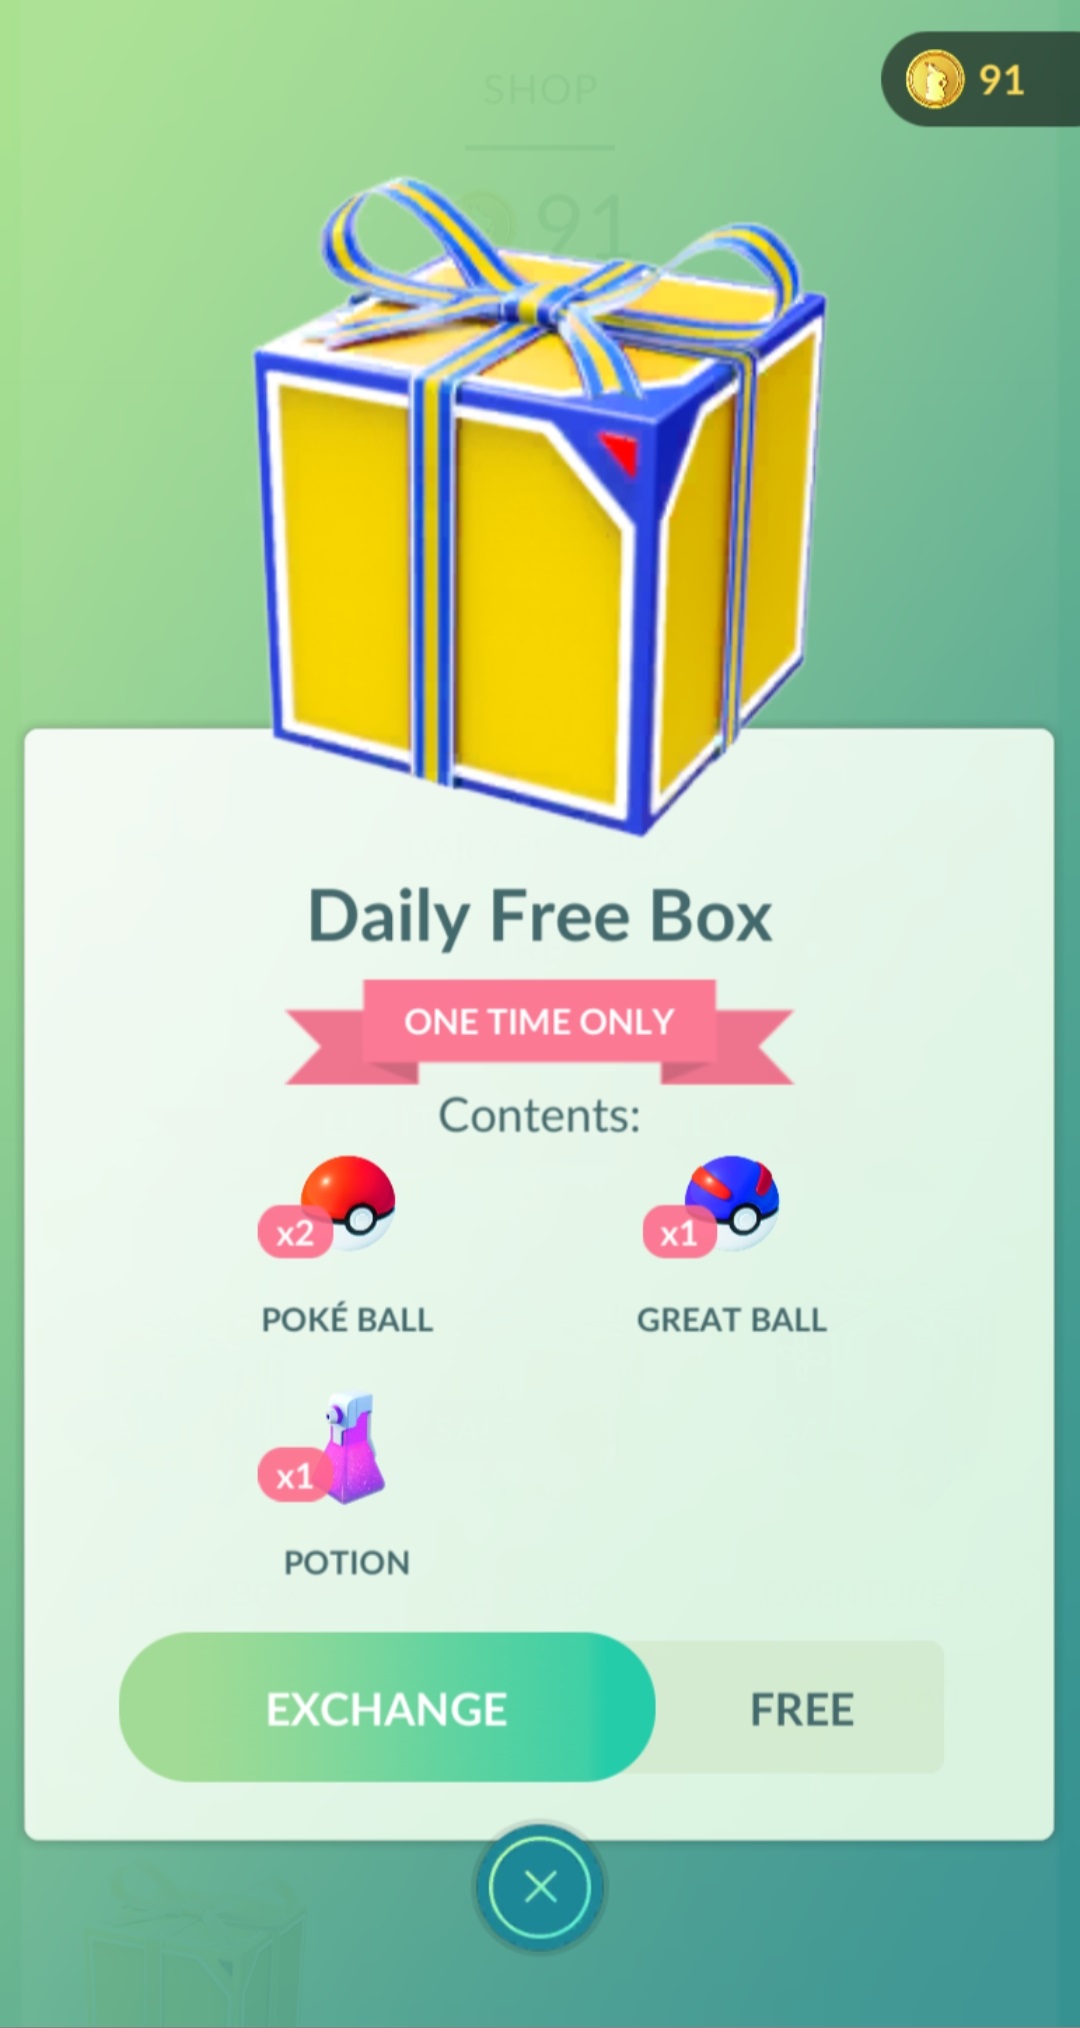 SHOP
91
91
Daily Free Box
ONE TIME ONLY
Contents:
x2
x1
POKÉ BALL
GREAT BALL
x1
POTION
EXCHANGE
FREE